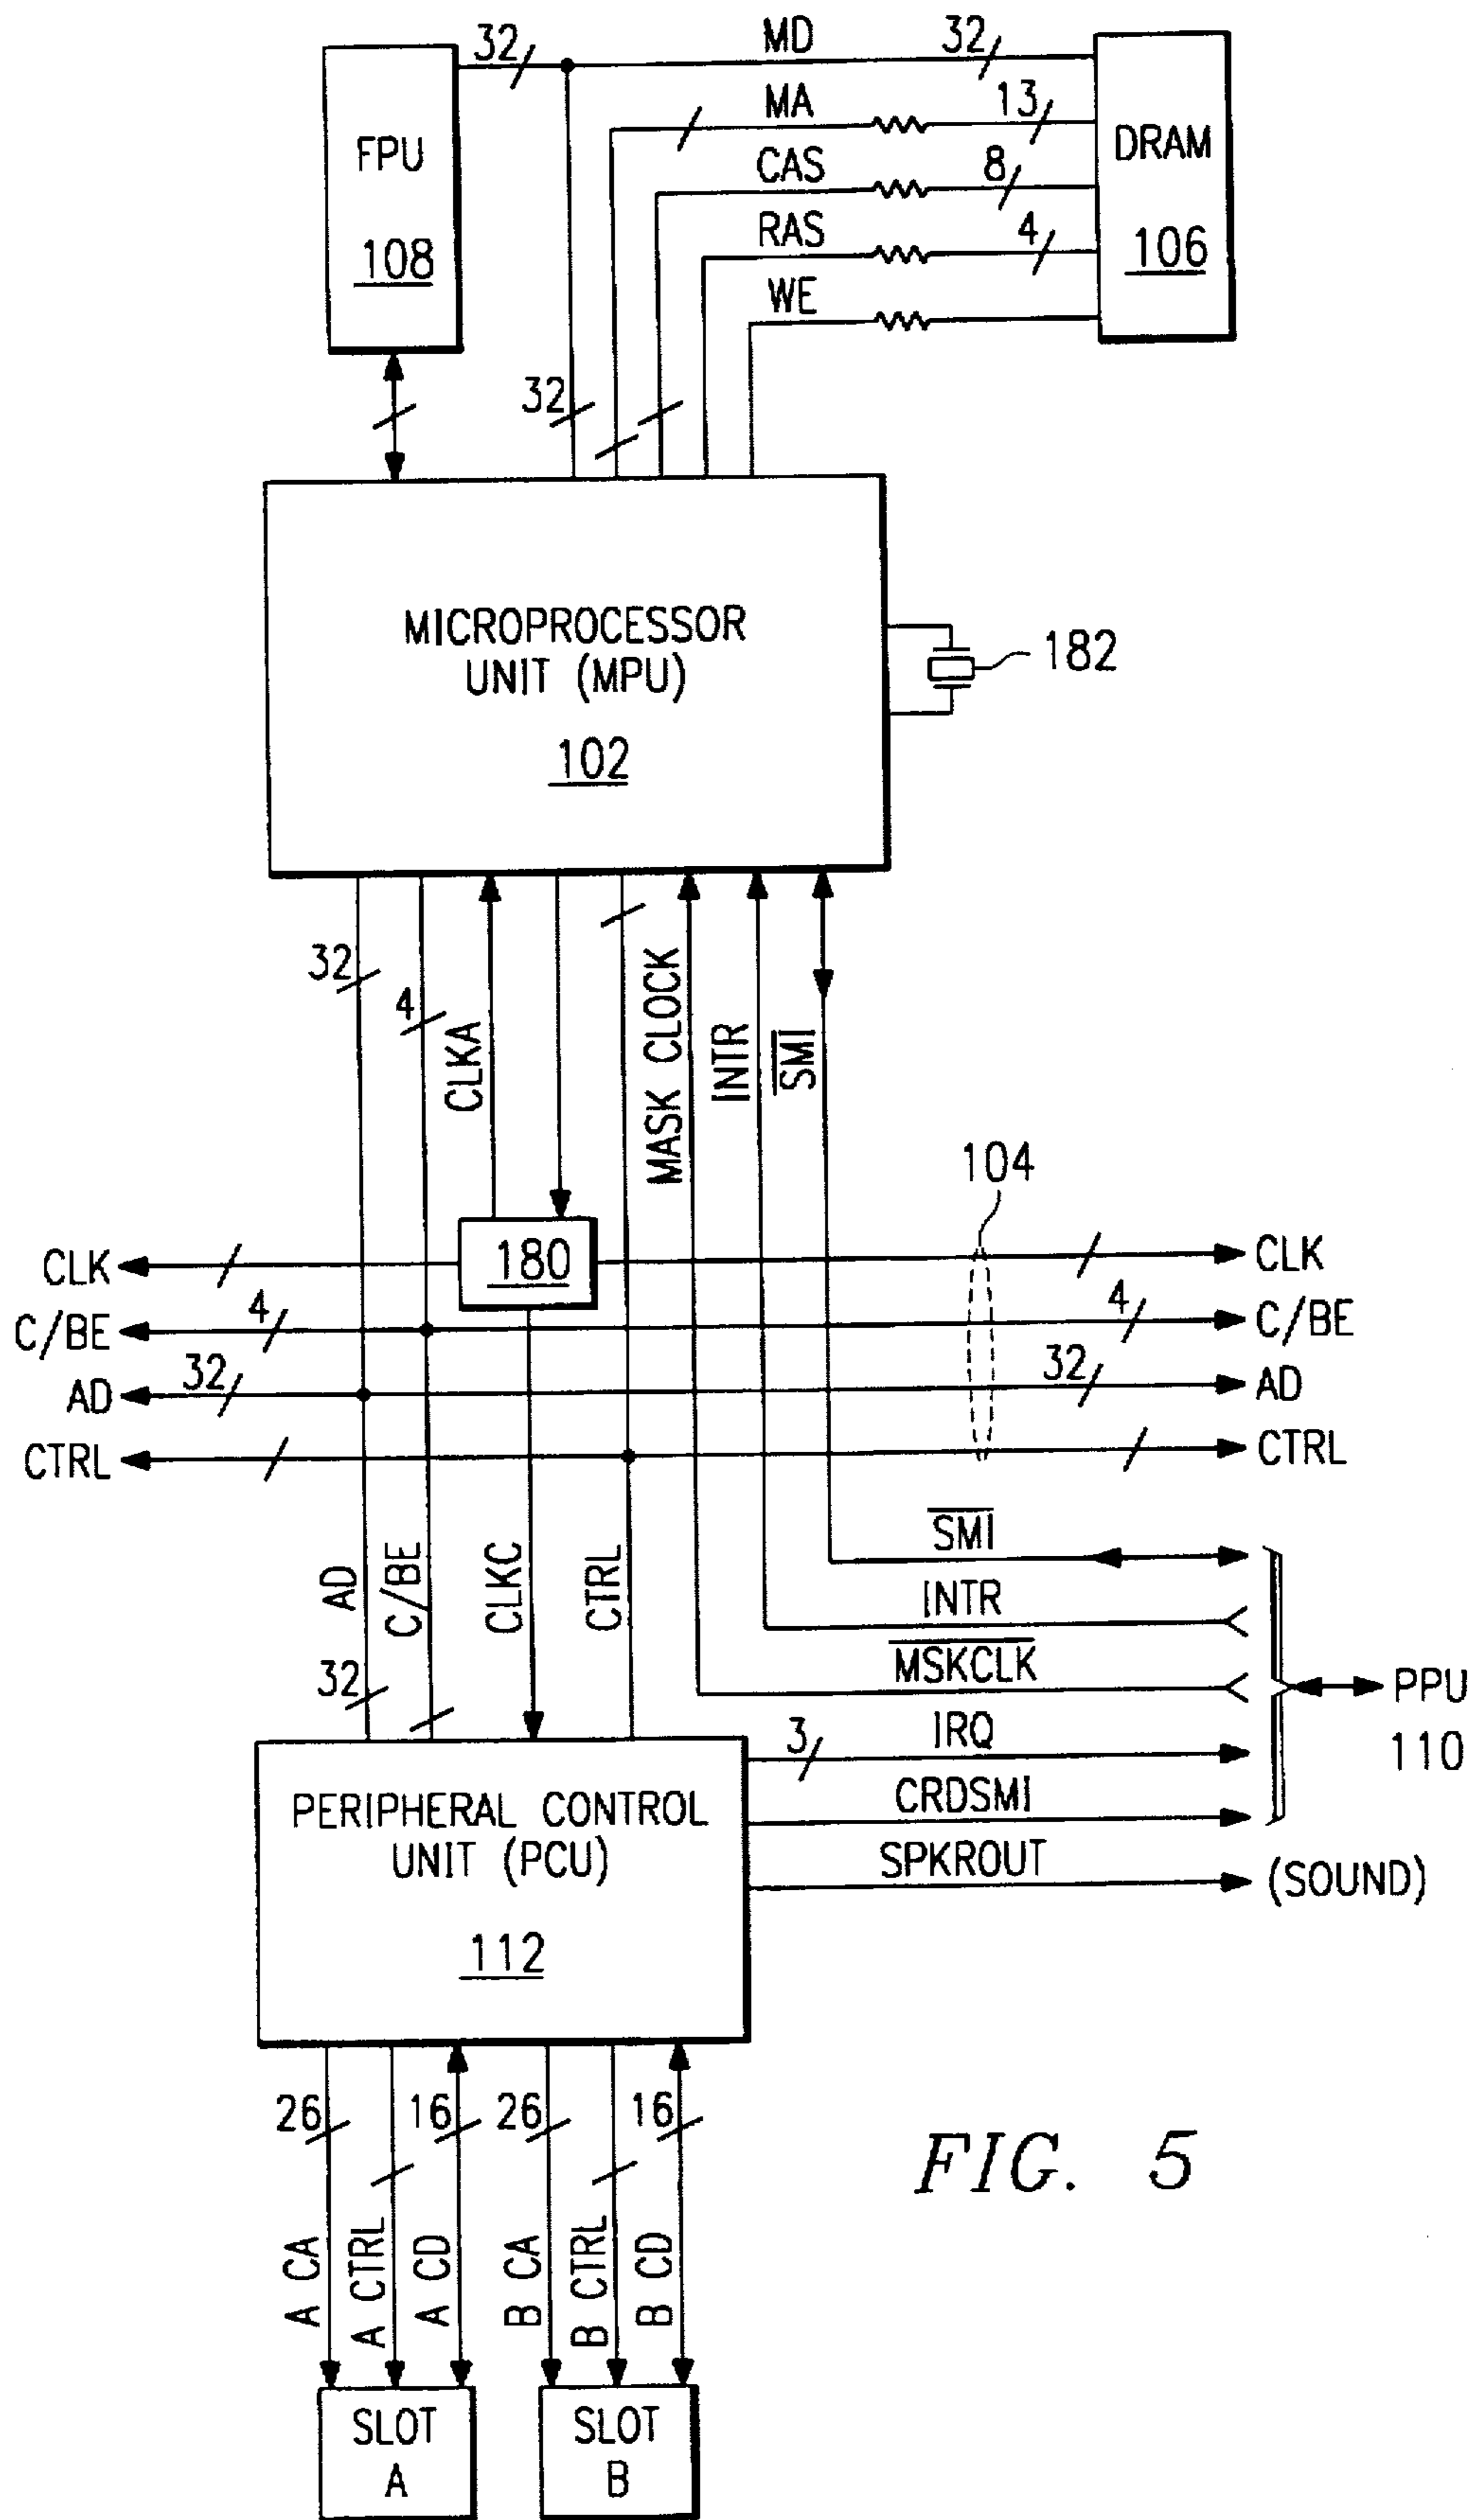 32
MD
32
FPU
108
MA
13
DRAM
106
CAS
8
RAS
4
WE
32
MICROPROCESSOR
UNIT (MPU)
102
182
32
4
CLKA
MASK CLOCK
INTR
SMI
104
180
CLK
CLK
C/BE
4
4
C/BE
AD
32
32
AD
CTRL
CTRL
AD
C/BE
CLKC
CTRL
SMI
INTR
MSKCLK
32
PPU
110
3
IRQ
CRDSMI
SPKROUT
(SOUND)
PERIPHERAL CONTROL
UNIT (PCU)
112
26
16
26
16
A CA
A CTRL
A CD
B CA
B CTRL
B CD
FIG. 5
SLOT
A
SLOT
B